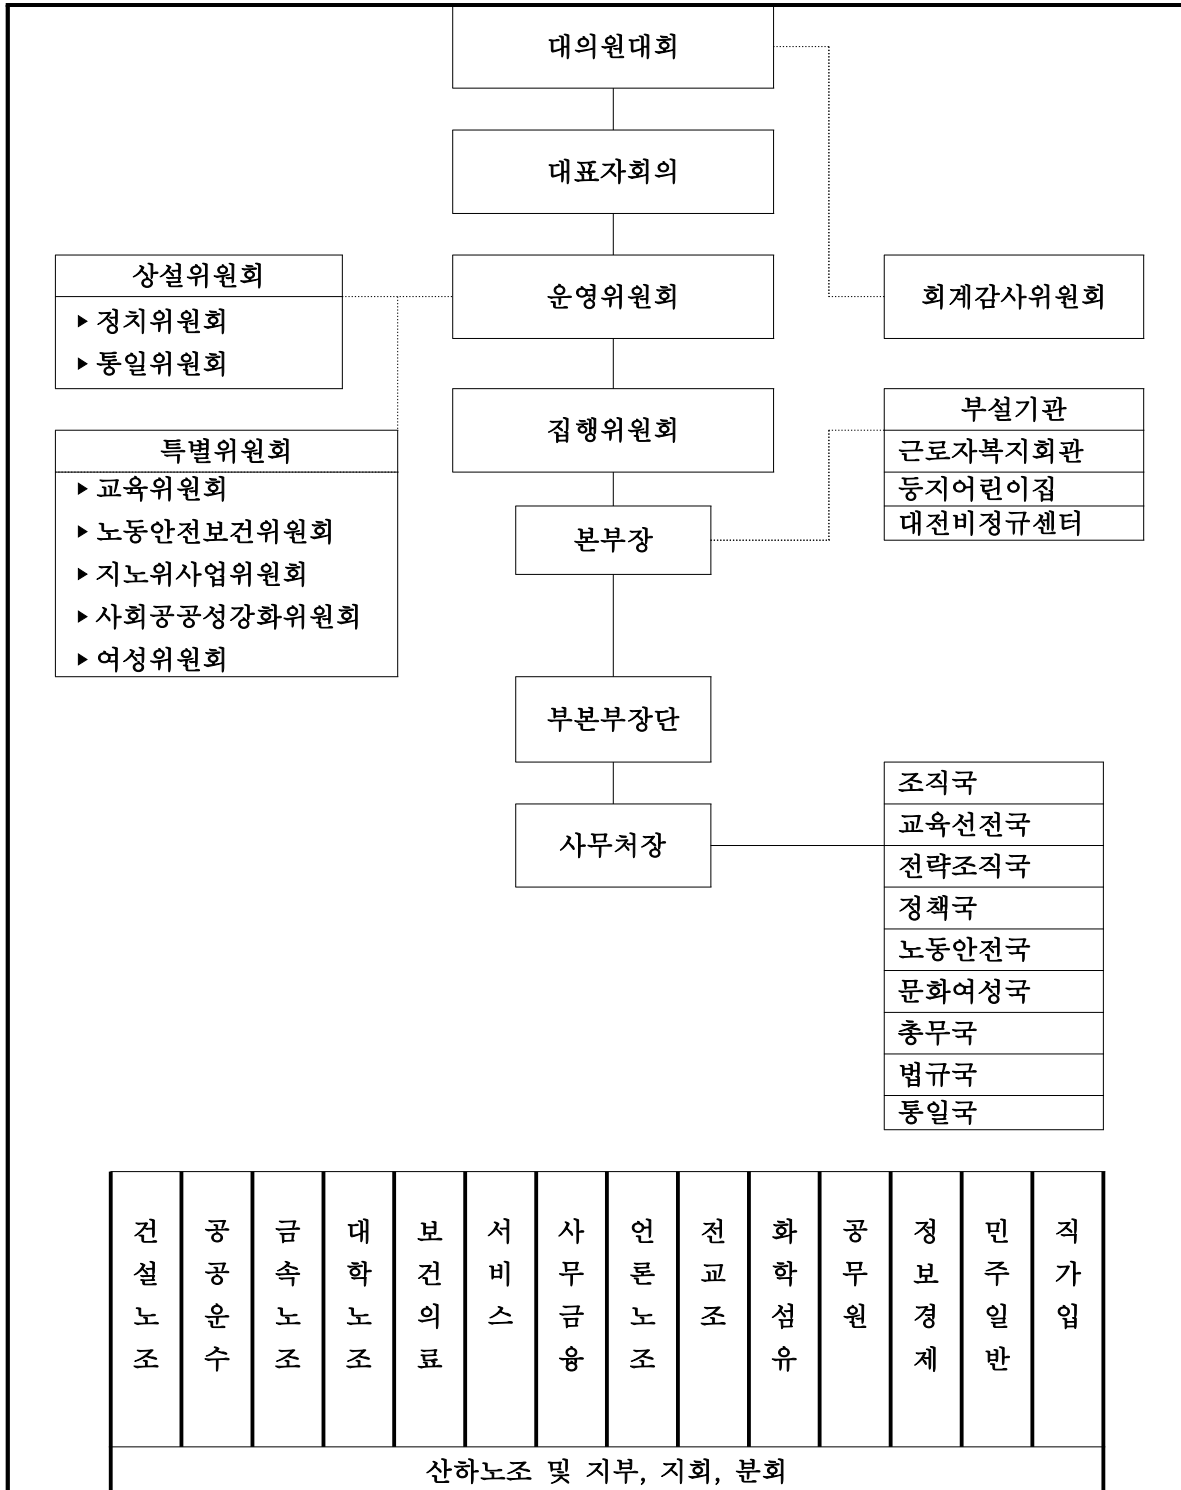 대의원대회
대표자회의
상설위원회
▸정치위원회
▸통일위원회
운영위원회
회계감사위원회
특별위원회
▸교육위원회
▸노동안전보건위원회
▸지노위사업위원회
▸사회공공성강화위원회
▸여성위원회
집행위원회
부설기관
근로자복지회관
둥지어린이집
대전비정규센터
본부장
부본부장단
사무처장
조직국
교육선전국
전략조직국
정책국
노동안전국
문화여성국
총무국
법규국
통일국
건설노조
공공운수
금속노조
대학노조
보건의료
서비스
사무금융
언론노조
전교조
화학섬유
공무원
정보경제
민주일반
직가입
산하노조 및 지부, 지회, 분회